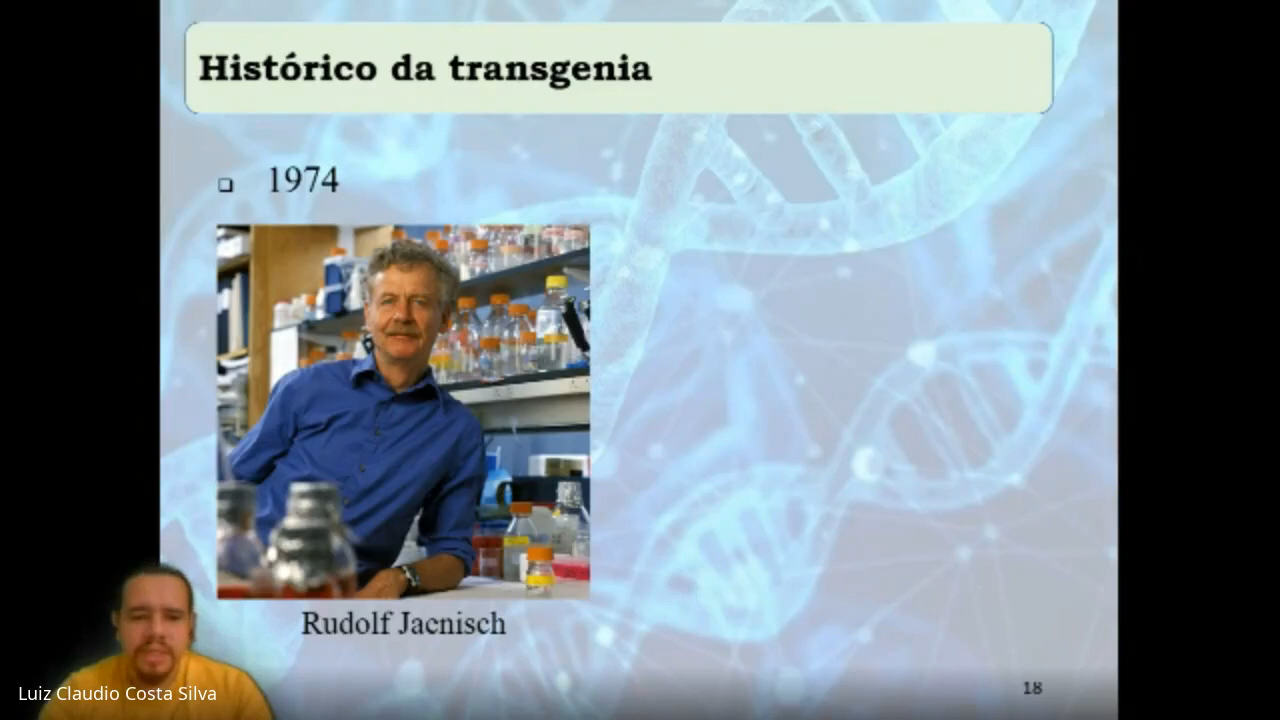 Histórico da transgenia
1974
Rudolf Jaenisch
Luiz Claudio Costa Silva
18